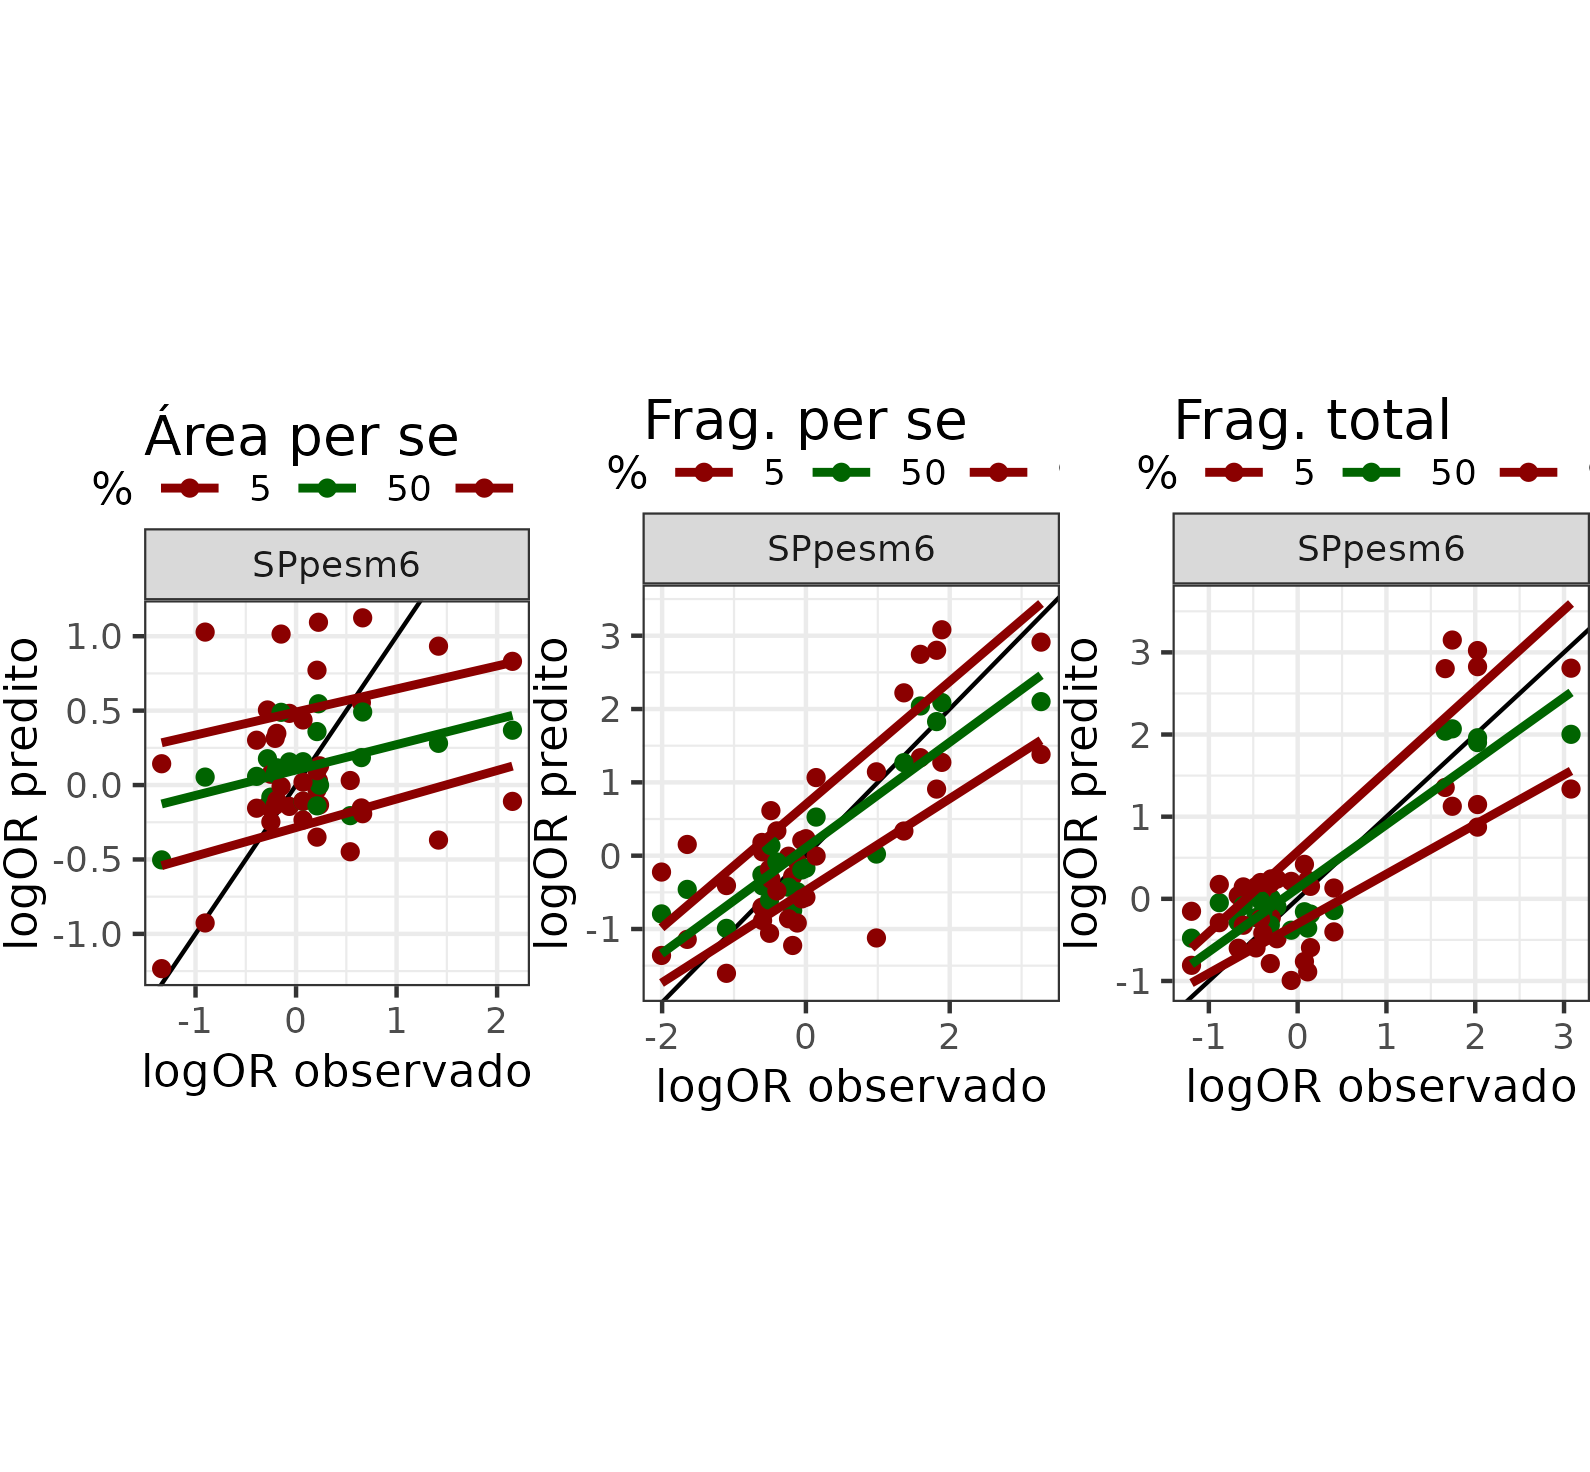 Área per se
% 5 50
SPpesm6
1.0
0.5
0.0
-0.5
-1.0
logOR predito
-1 0 1 2
logOR observado
Frag. per se
% 5 50
SPpesm6
3
2
1
0
-1
logOR predito
-2 0 2
logOR observado
Frag. total
% 5 50
SPpesm6
3
2
1
0
-1
logOR predito
-1 0 1 2 3
logOR observado